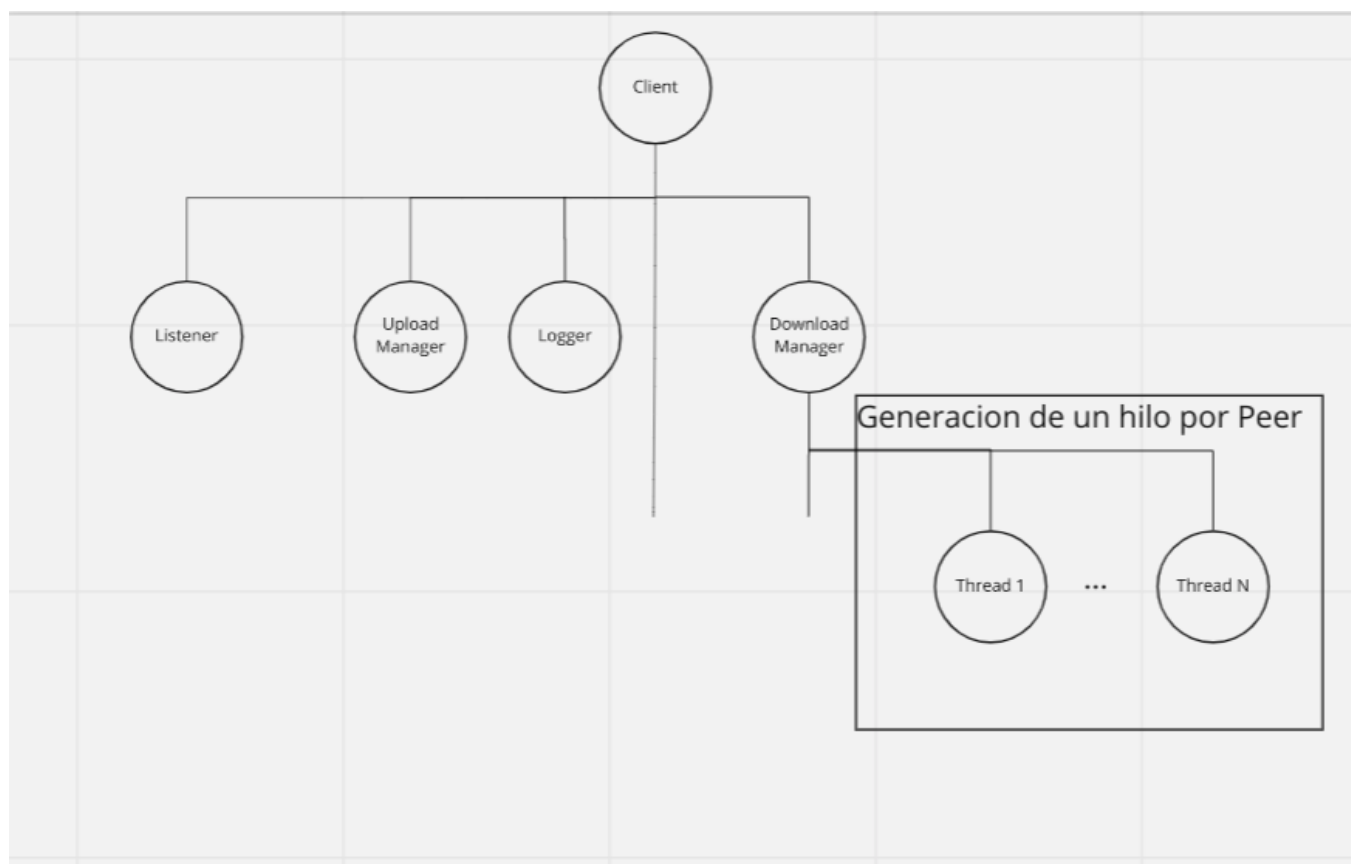 Client
Listener
Upload
Manager
Logger
Download
Manager
Generacion de un hilo por Peer
Thread 1
...
Thread N